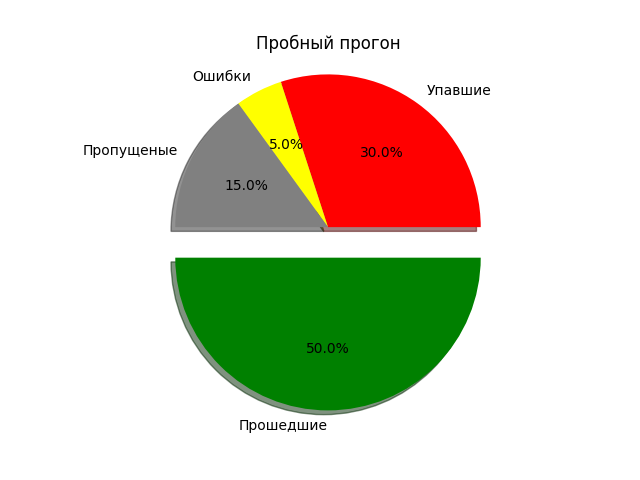 Пробный прогон
Ошибки
Упавшие
5.0%
Пропущеные
30.0%
15.0%
50.0%
Прошедшие